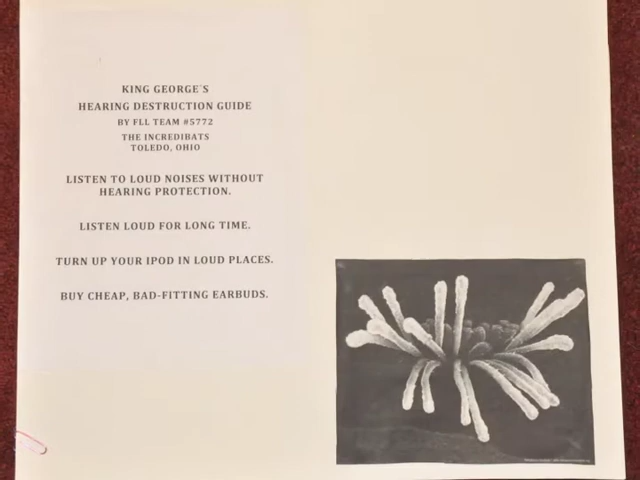 KING GEORGE'S
HEARING DESTRUCTION GUIDE
BY FLL TEAM #5772
THE INCREDIBATS
TOLEDO, OHIO
LISTEN TO LOUD NOISES WITHOUT
HEARING PROTECTION.
LISTEN LOUD FOR LONG TIME.
TURN UP YOUR IPOD IN LOUD PLACES.
BUY CHEAP, BAD-FITTING EARBUDS.